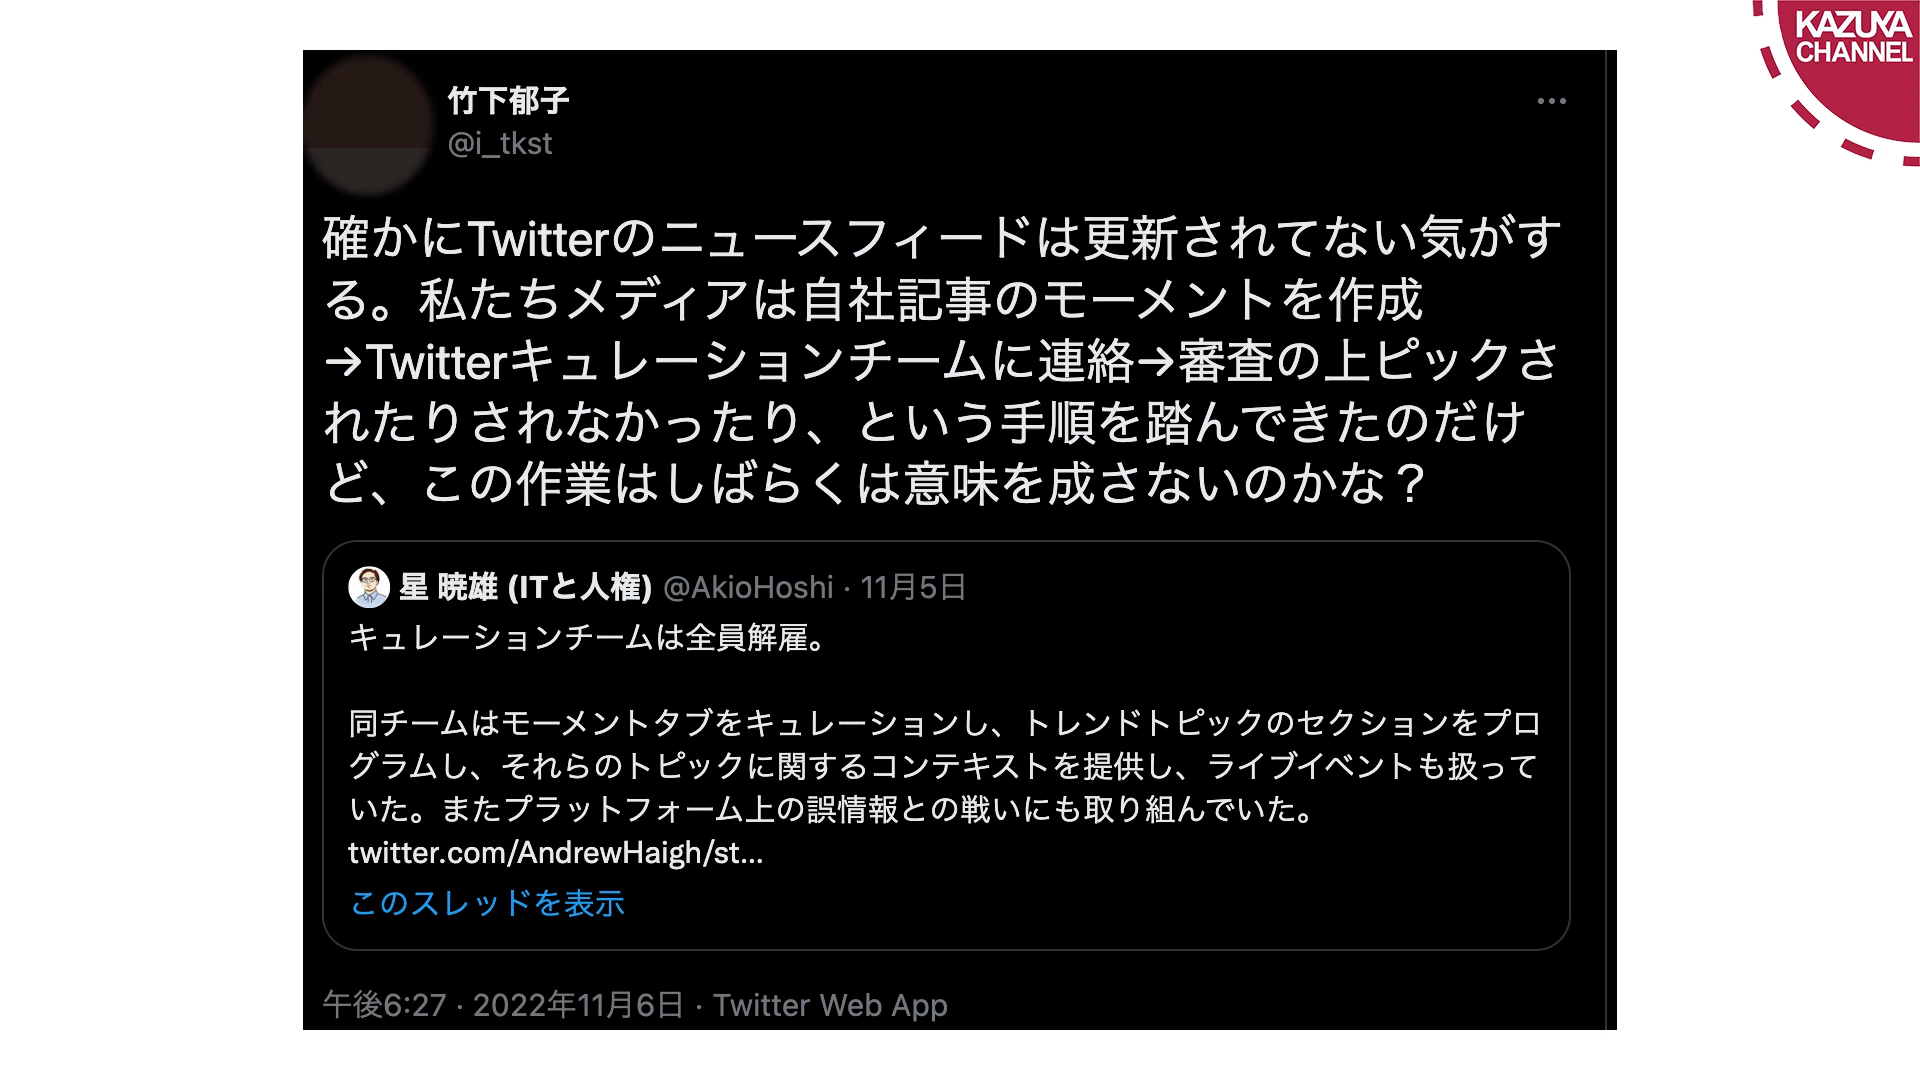 KAZUYA
CHANNEL
竹下郁子
@i_tkst
確かにTwitterのニュースフィードは更新されてない気がす
る。私たちメディアは自社記事のモーメントを作成
→Twitterキュレーションチームに連絡→審査の上ピックさ
れたりされなかったり、という手順を踏んできたのだけ
ど、この作業はしばらくは意味を成さないのかな？
星 暁雄 (ITと人権) @AkioHoshi · 11月5日
キュレーションチームは全員解雇。
同チームはモーメントタブをキュレーションし、トレンドトピックのセクションをプロ
グラムし、それらのトピックに関するコンテキストを提供し、ライブイベントも扱って
いた。またプラットフォーム上の誤情報との戦いにも取り組んでいた。
twitter.com/AndrewHaigh/st...
このスレッドを表示
午後6:27 · 2022年11月6日 · Twitter Web App